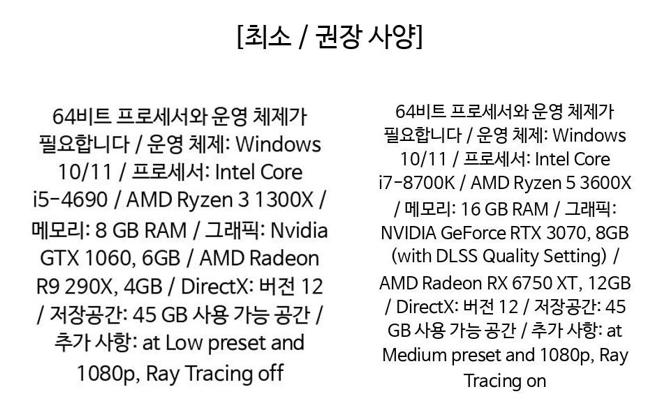 [최소 / 권장 사양]
64비트 프로세서와 운영 체제가
필요합니다 / 운영 체제: Windows
10/11 / 프로세서: Intel Core
i5-4690 / AMD Ryzen 3 1300X /
메모리: 8 GB RAM / 그래픽: Nvidia
GTX 1060, 6GB / AMD Radeon
R9 290X, 4GB / DirectX: 버전 12
/ 저장공간: 45 GB 사용 가능 공간 /
추가 사항: at Low preset and
1080p, Ray Tracing off
64비트 프로세서와 운영 체제가
필요합니다 / 운영 체제: Windows
10/11 / 프로세서: Intel Core
i7-8700K / AMD Ryzen 5 3600X
/ 메모리: 16 GB RAM / 그래픽:
NVIDIA GeForce RTX 3070, 8GB
(with DLSS Quality Setting) /
AMD Radeon RX 6750 XT, 12GB
/ DirectX: 버전 12 / 저장공간: 45
GB 사용 가능 공간 / 추가 사항: at
Medium preset and 1080p, Ray
Tracing on